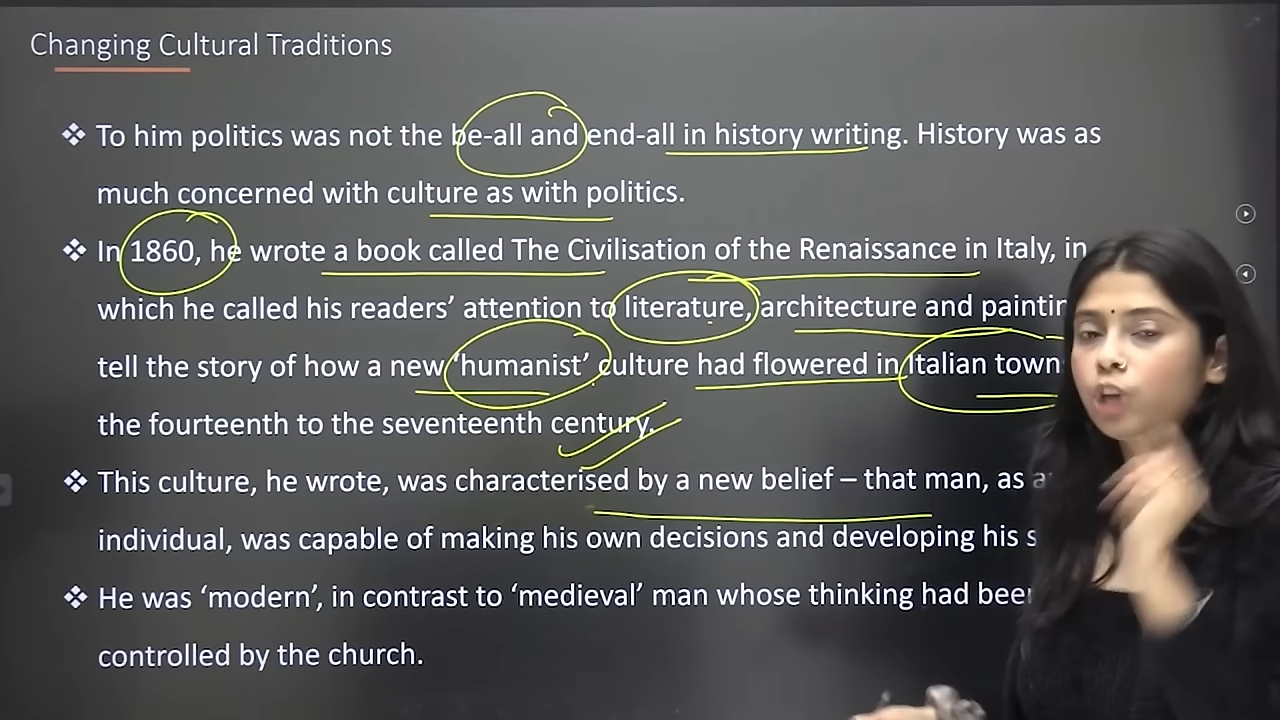 Changing Cultural Traditions
❖ To him politics was not the be-all and end-all in history writing. History was as
much concerned with culture as with politics.
❖ In 1860, he wrote a book called The Civilisation of the Renaissance in Italy, in
which he called his readers’ attention to literature, architecture and
tell the story of how a new ‘humanist’ culture had flowered in Italian
the fourteenth to the seventeenth century.
❖ This culture, he wrote, was characterised by a new belief – that man, as
individual, was capable of making his own decisions and developing his
❖ He was ‘modern’, in contrast to ‘medieval’ man whose thinking had
controlled by the church.